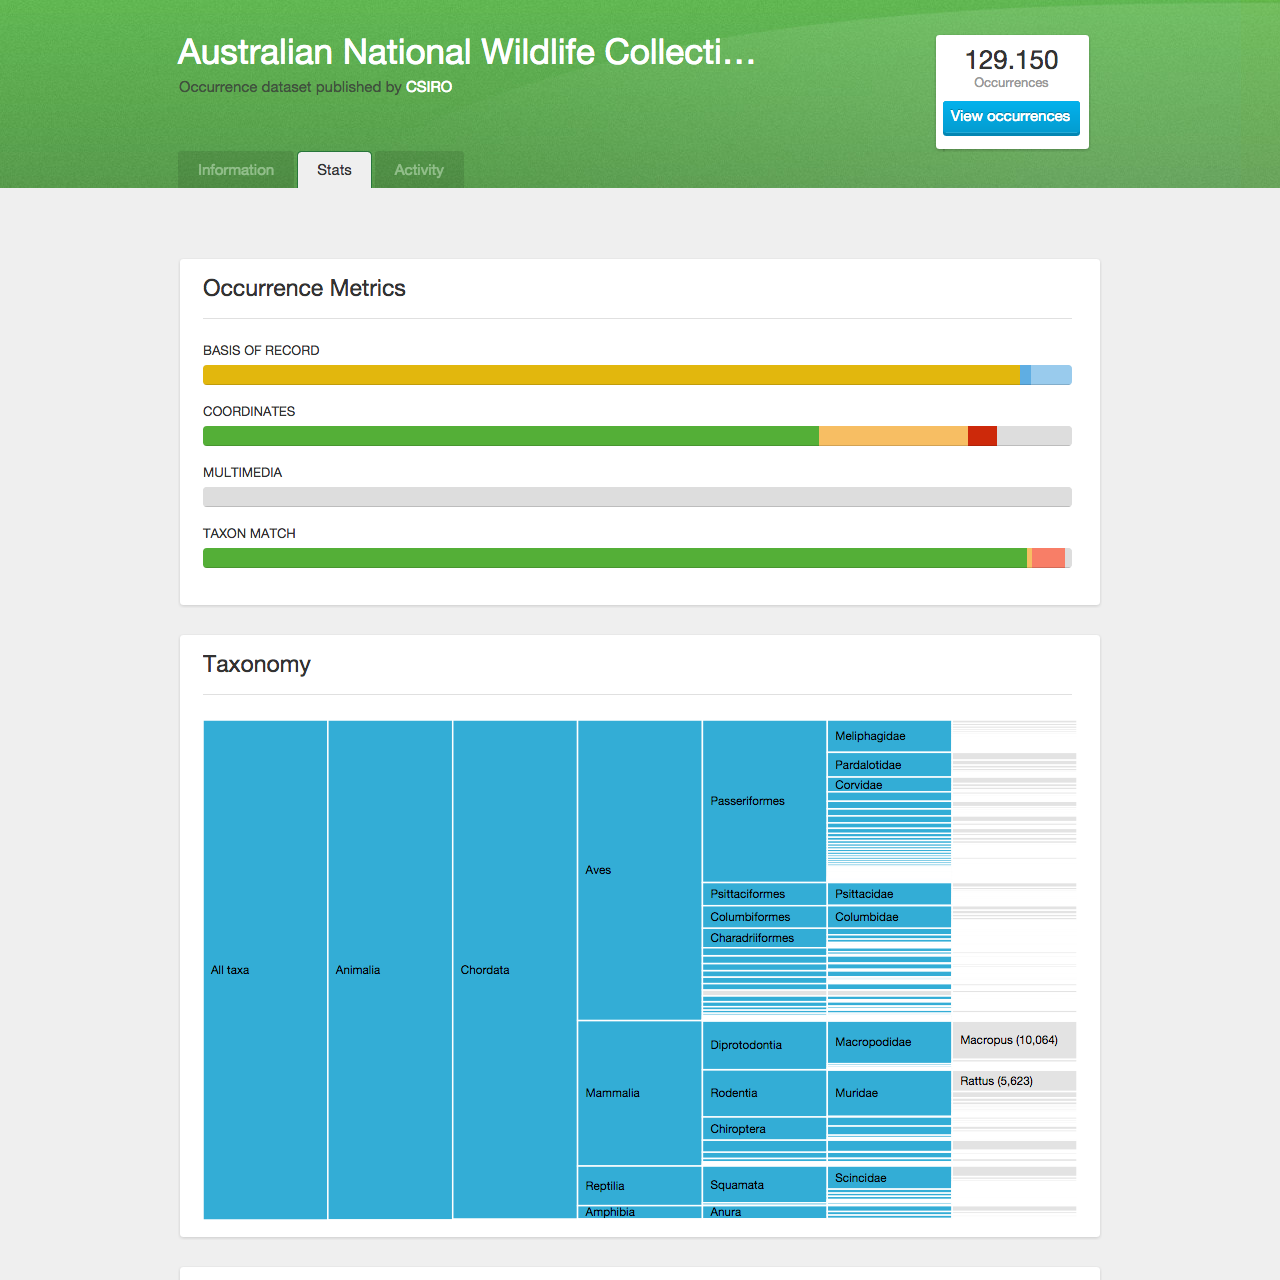 Australian National Wildlife Collecti...
Occurrence dataset published by CSIRO
129.150
Occurrences
View occurrences
Information
Stats
Activity
Occurrence Metrics
BASIS OF RECORD
COORDINATES
MULTIMEDIA
TAXON MATCH
Taxonomy
All taxa
Animalia
Chordata
Aves
Passeriformes
Meliphagidae
Pardalotidae
Corvidae
Psittaciformes
Psittacidae
Columbiformes
Columbidae
Charadriiformes
Mammalia
Diprotodontia
Macropodidae
Macropus (10,064)
Rodentia
Muridae
Rattus (5,623)
Chiroptera
Reptilia
Squamata
Scincidae
Amphibia
Anura